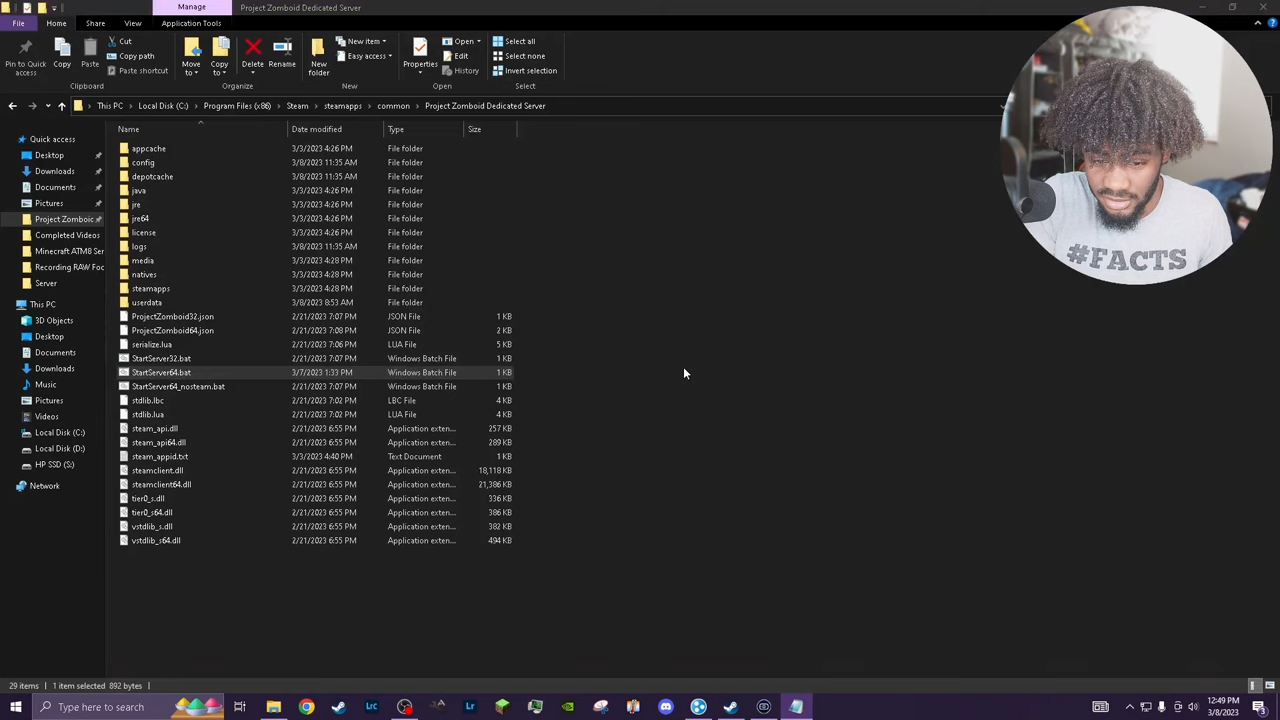 Manage
Project Zomboid Dedicated Server
File
Home
Share
View
Application Tools
Pin to Quick access
Copy
Paste
Cut
Copy path
Paste shortcut
Clipboard
Move to
Copy to
Delete
Rename
Organize
New folder
New item
Easy access
New
Properties
Open
Edit
History
Open
Select all
Select none
Invert selection
Select
This PC > Local Disk (C:) > Program Files (x86) > Steam > steamapps > common > Project Zomboid Dedicated Server
Quick access
Desktop
Downloads
Documents
Pictures
Project Zomboic
Completed Videos
Minecraft ATM8 Ser
Recording RAW Foc
Server
This PC
3D Objects
Desktop
Documents
Downloads
Music
Pictures
Videos
Local Disk (C:)
Local Disk (D:)
HP SSD (S:)
Network
Name Date modified Type Size
appcache 3/3/2023 4:26 PM File folder
config 3/8/2023 11:35 AM File folder
depotcache 3/8/2023 11:35 AM File folder
java 3/3/2023 4:26 PM File folder
jre 3/3/2023 4:26 PM File folder
jre64 3/3/2023 4:26 PM File folder
license 3/3/2023 4:26 PM File folder
logs 3/8/2023 11:35 AM File folder
media 3/3/2023 4:28 PM File folder
natives 3/3/2023 4:28 PM File folder
steamapps 3/3/2023 4:28 PM File folder
userdata 3/8/2023 8:53 AM File folder
ProjectZomboid32.json 2/21/2023 7:07 PM JSON File 1 KB
ProjectZomboid64.json 2/21/2023 7:08 PM JSON File 2 KB
serialize.lua 2/21/2023 7:06 PM LUA File 5 KB
StartServer32.bat 2/21/2023 7:07 PM Windows Batch File 1 KB
StartServer64.bat 3/7/2023 1:33 PM Windows Batch File 1 KB
StartServer64_nosteam.bat 2/21/2023 7:07 PM Windows Batch File 1 KB
stdlib.lbc 2/21/2023 7:02 PM LBC File 4 KB
stdlib.lua 2/21/2023 7:02 PM LUA File 4 KB
steam_api.dll 2/21/2023 6:55 PM Application exten... 257 KB
steam_api64.dll 2/21/2023 6:55 PM Application exten... 289 KB
steam_appid.txt 3/3/2023 4:40 PM Text Document 1 KB
steamclient.dll 2/21/2023 6:55 PM Application exten... 18,118 KB
steamclient64.dll 2/21/2023 6:55 PM Application exten... 21,386 KB
tier0_s.dll 2/21/2023 6:55 PM Application exten... 336 KB
tier0_s64.dll 2/21/2023 6:55 PM Application exten... 386 KB
vstdlib_s.dll 2/21/2023 6:55 PM Application exten... 382 KB
vstdlib_s64.dll 2/21/2023 6:55 PM Application exten... 494 KB
#FACTS
29 items 1 item selected 892 bytes
Type here to search
LC
Lr
12:49 PM
3/8/2023
3